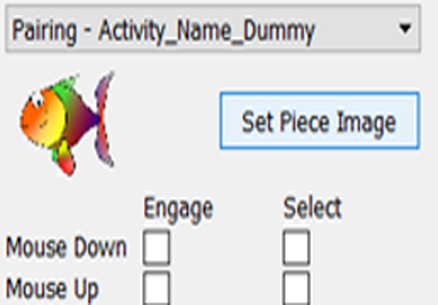 Pairing - Activity_Name_Dummy
Set Piece Image
Engage Select
Mouse Down
Mouse Up